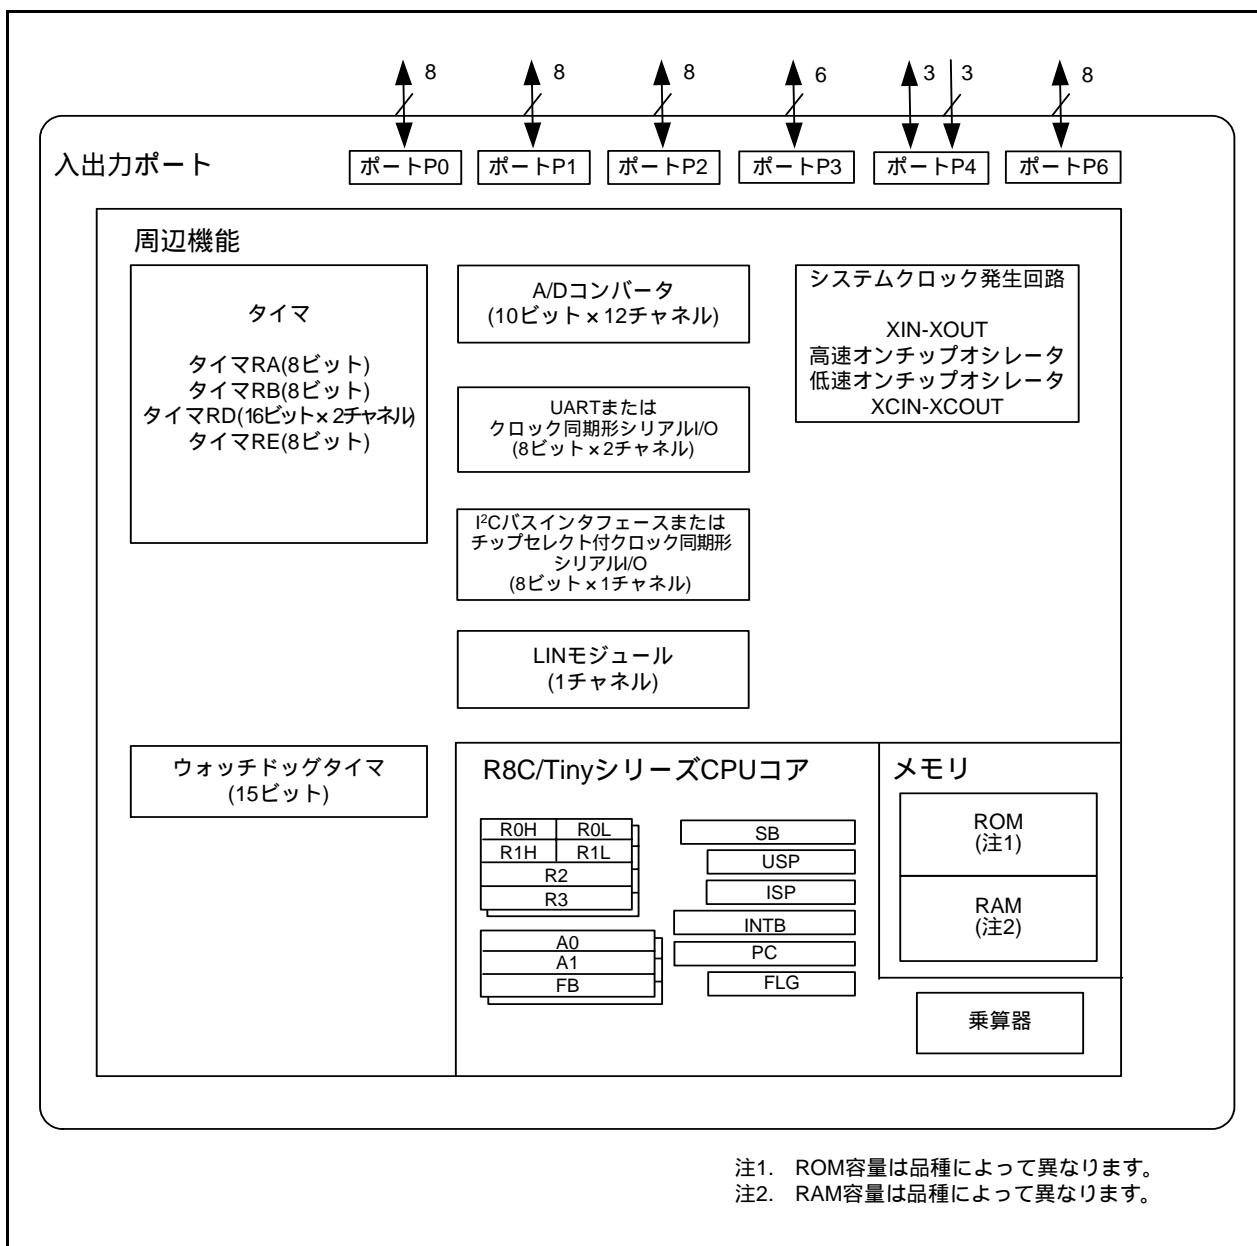 8
8
8
6
3
3
8
入出力ポート
ポートP0
ポートP1
ポートP2
ポートP3
ポートP4
ポートP6
周辺機能
タイマ
タイマRA(8ビット)
タイマRB(8ビット)
タイマRD(16ビット×2チャネル)
タイマRE(8ビット)
A/Dコンバータ
(10ビット×12チャネル)
UARTまたは
クロック同期形シリアルI/O
(8ビット×2チャネル)
I²Cバスインタフェースまたは
チップセレクト付クロック同期形
シリアルI/O
(8ビット×1チャネル)
LINモジュール
(1チャネル)
システムクロック発生回路
XIN-XOUT
高速オンチップオシレータ
低速オンチップオシレータ
XCIN-XCOUT
ウォッチドッグタイマ
(15ビット)
R8C/TinyシリーズCPUコア
R0H
R0L
R1H
R1L
R2
R3
A0
A1
FB
SB
USP
ISP
INTB
PC
FLG
メモリ
ROM
(注1)
RAM
(注2)
乗算器
注1. ROM容量は品種によって異なります。
注2. RAM容量は品種によって異なります。